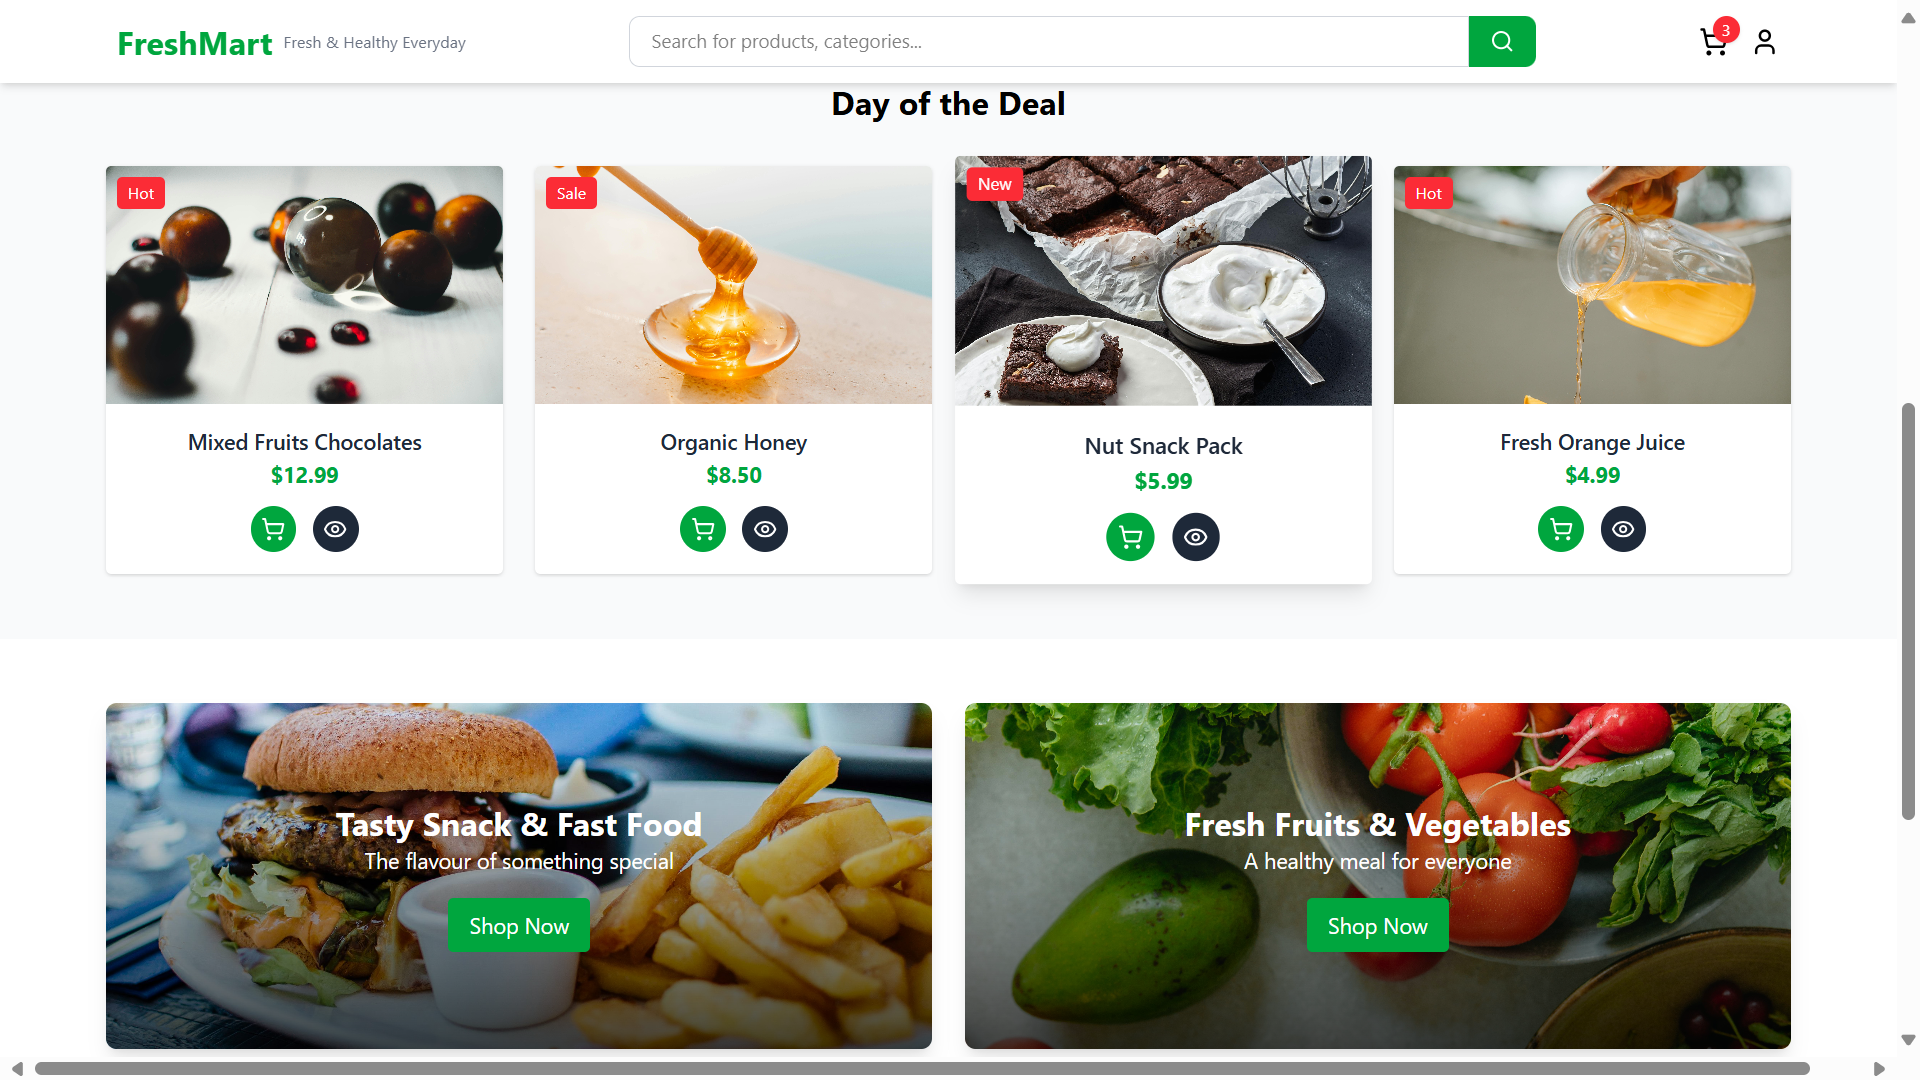 FreshMart Fresh & Healthy Everyday
Search for products, categories...
3
Day of the Deal
Hot
Mixed Fruits Chocolates
$12.99
Sale
Organic Honey
$8.50
New
Nut Snack Pack
$5.99
Hot
Fresh Orange Juice
$4.99
Tasty Snack & Fast Food
The flavour of something special
Shop Now
Fresh Fruits & Vegetables
A healthy meal for everyone
Shop Now